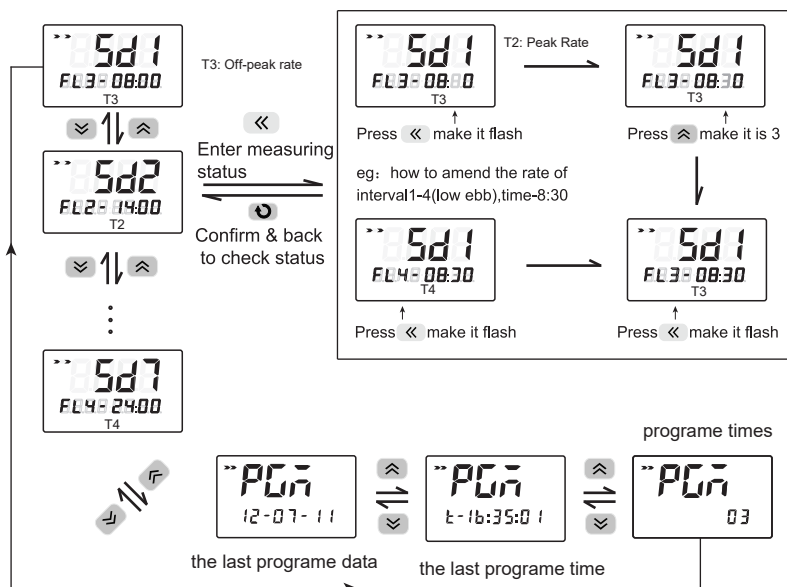 Sd1
FL3-08:00
T3
T3: Off-peak rate
Sd2
FL2-14:00
T2
Enter measuring
status
Confirm & back
to check status
Sd7
FL4-24:00
T4
Sd1
FL3-08:00
T3
Press « make it flash
T2: Peak Rate
Sd1
FL3-08:30
T3
Press make it is 3
eg: how to amend the rate of
interval1-4(low ebb),time-8:30
Sd1
FL4-08:30
T4
Press « make it flash
Sd1
FL3-08:30
T3
Press « make it flash
programe times
PGm
12-07-11
PGm
t-16:35:01
PGm
03
the last programe data
the last programe time